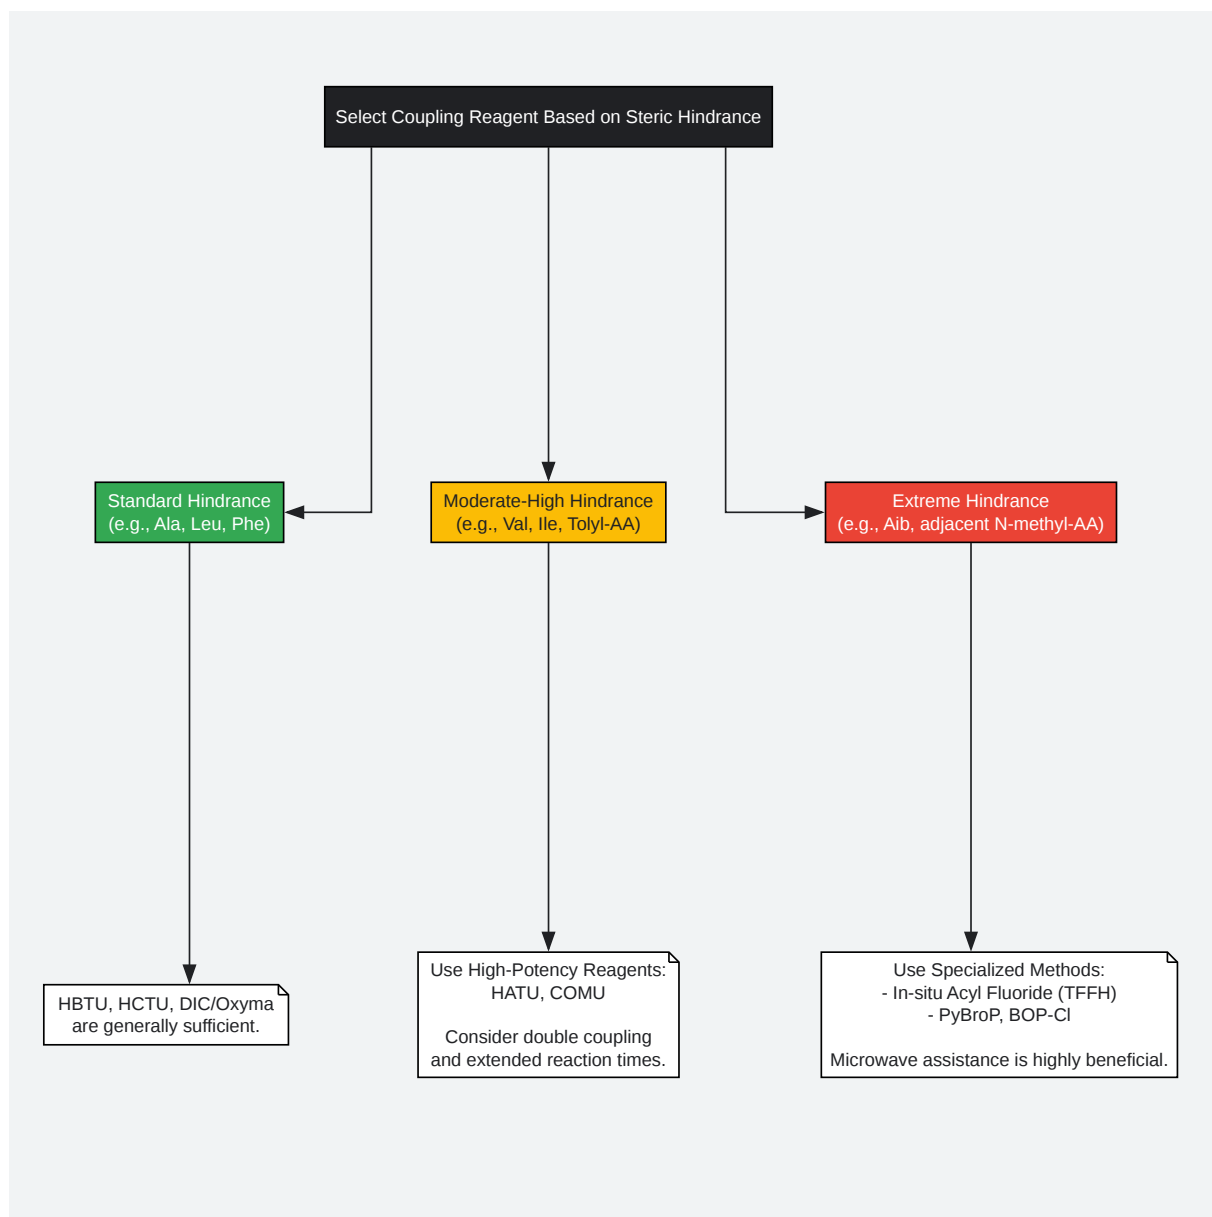 Select Coupling Reagent Based on Steric Hindrance
Standard Hindrance
(e.g., Ala, Leu, Phe)
Moderate-High Hindrance
(e.g., Val, Ile, Tolyl-AA)
Extreme Hindrance
(e.g., Aib, adjacent N-methyl-AA)
HBTU, HCTU, DIC/Oxyma
are generally sufficient.
Use High-Potency Reagents:
HATU, COMU
Consider double coupling
and extended reaction times.
Use Specialized Methods:
- In-situ Acyl Fluoride (TFFH)
- PyBroP, BOP-Cl
Microwave assistance is highly beneficial.